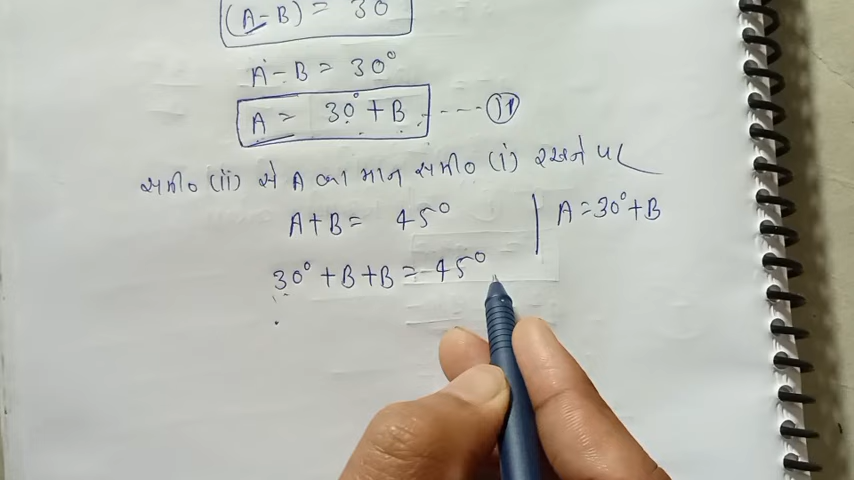 (A-B) = 30
A-B = 30°
A = 30° + B ---- (ii)
समी० (ii) से A का मान समी० (i) रखने पर
A+B = 45° | A = 30° + B
30° + B + B = 45°